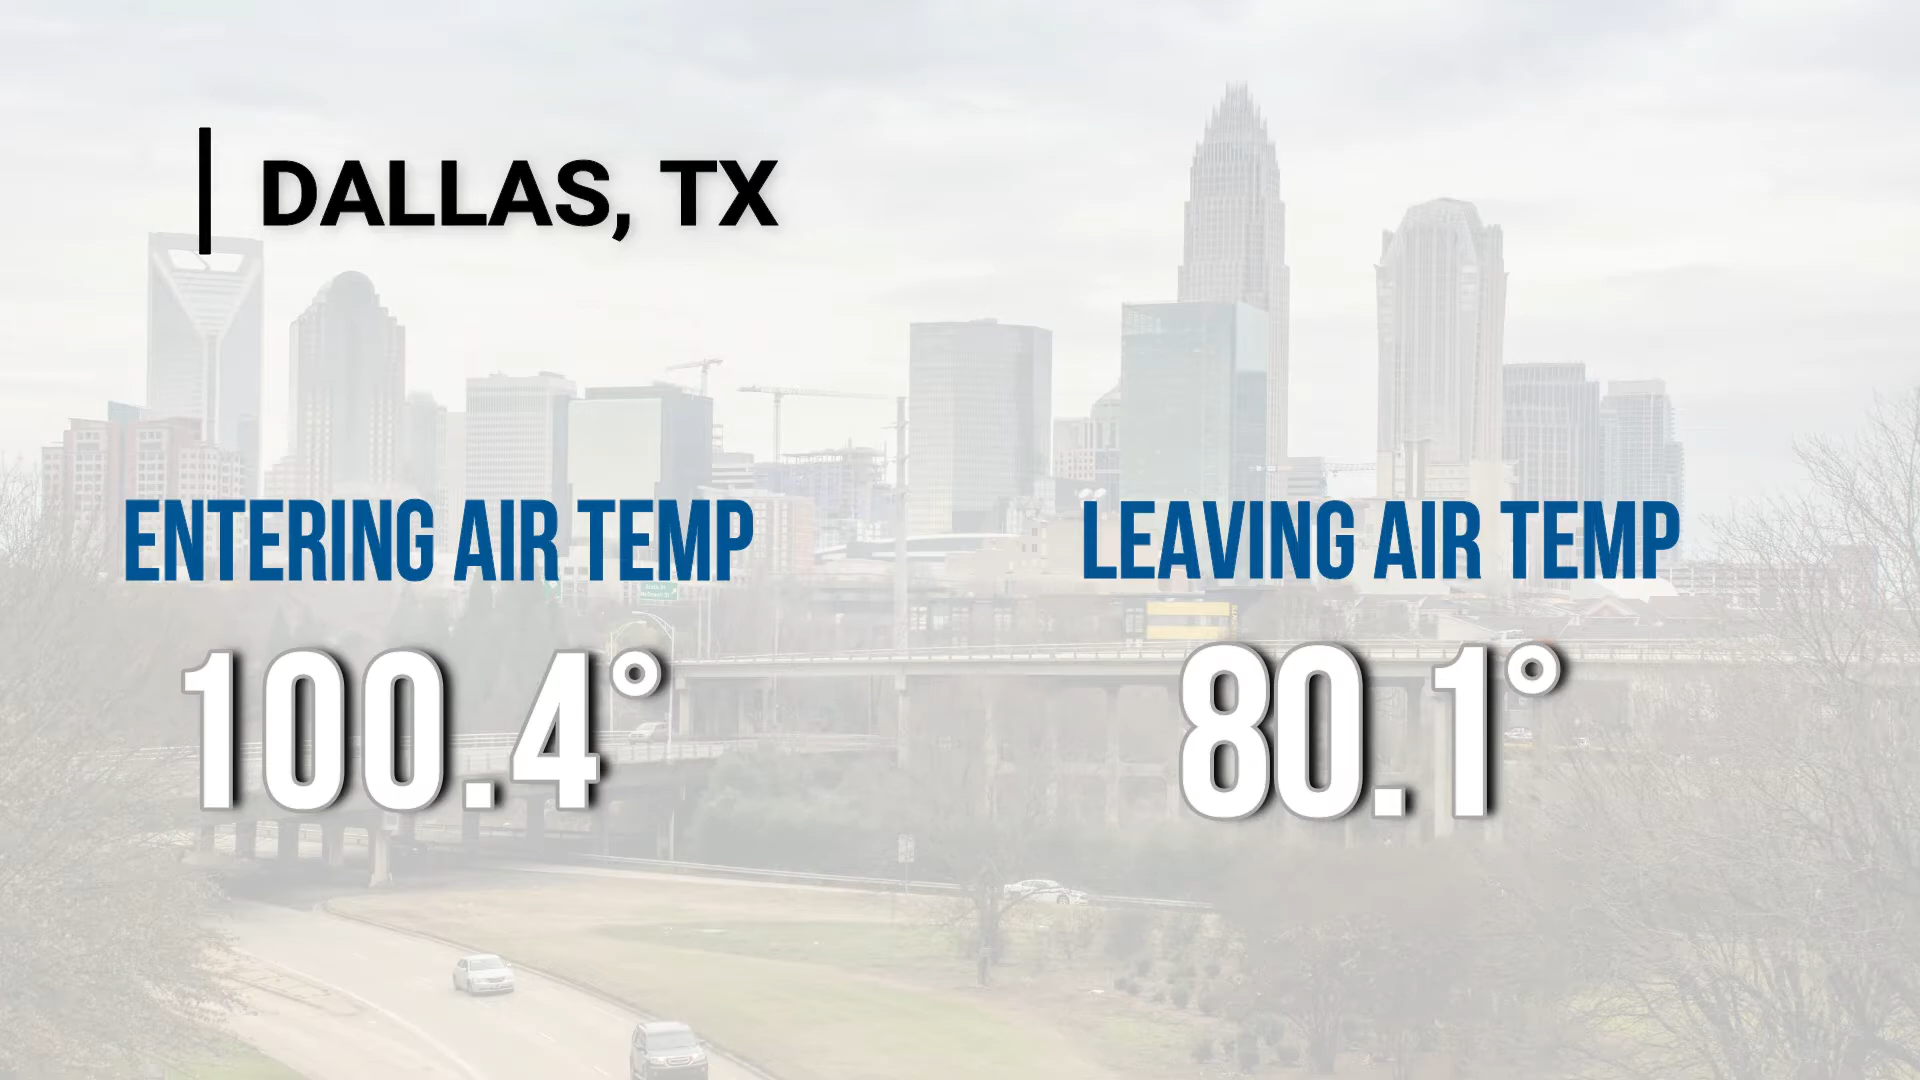 DALLAS, TX
ENTERING AIR TEMP
LEAVING AIR TEMP
100.4°
80.1°